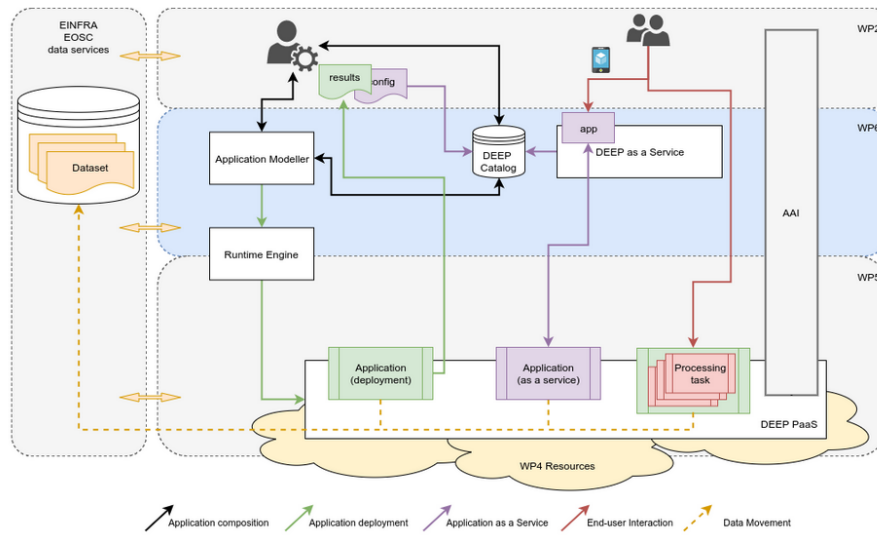 EINFRA
EOSC
data services
WP2
results
config
WP6
app
Application Modeller
DEEP
Catalog
DEEP as a Service
Dataset
AAI
Runtime Engine
WP5
Application
(deployment)
Application
(as a service)
Processing
task
DEEP PaaS
WP4 Resources
Application composition
Application deployment
Application as a Service
End-user Interaction
Data Movement